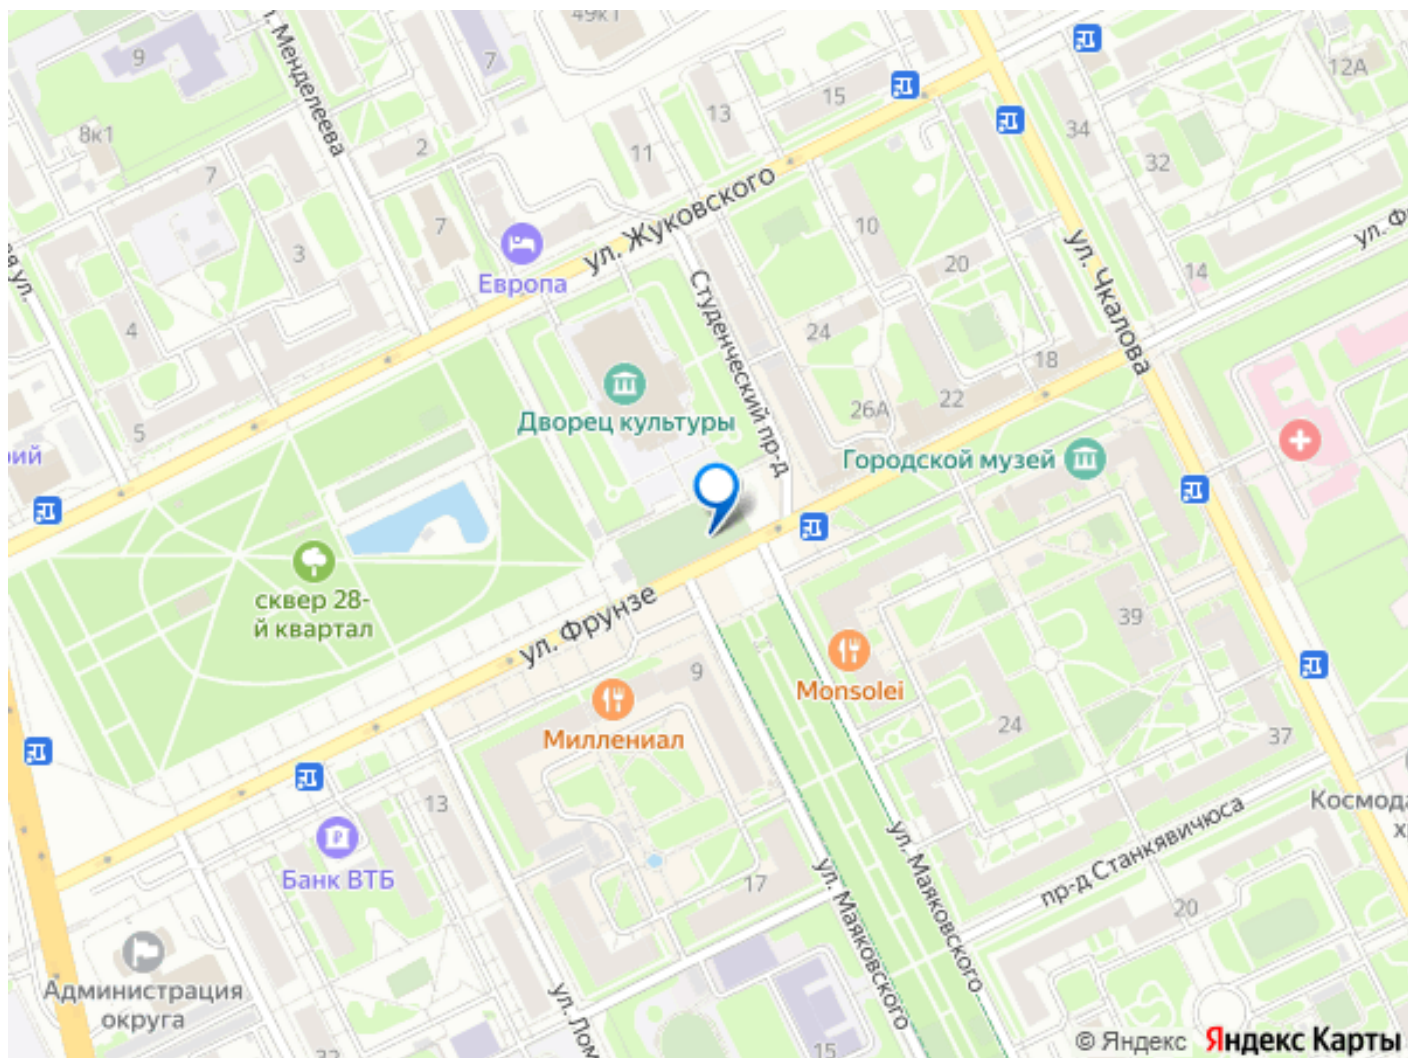 49к1
9
7
ул. Менделеева
13
15
12А
34
8к1
2
11
32
7
ул. Жуковского
7
3
10
ул. Чкалова
20
14
Европа
Студенческий пр-д
4
24
18
Дворец культуры
26А
22
5
Городской музей
сквер 28-
й квартал
ул. Фрунзе
39
9
Monsolei
24
Миллениал
37
13
Банк ВТБ
17
ул. Маяковского
ул. Маяковского
пр-д Станкявичюса
20
Администрация
округа
15
© Яндекс Яндекс Карты